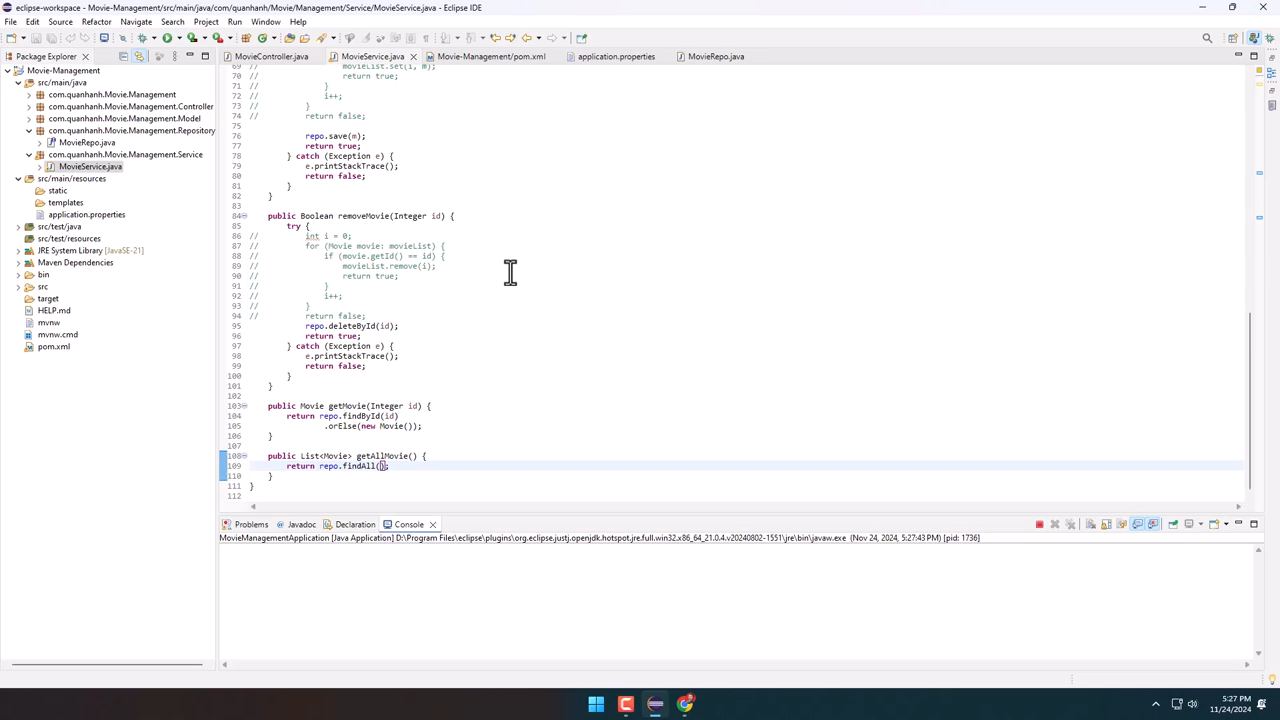 eclipse-workspace - Movie-Management/src/main/java/com/quanhanh/Movie/Management/Service/MovieService.java - Eclipse IDE
File Edit Source Refactor Navigate Search Project Run Window Help
Package Explorer
MovieController.java MovieService.java Movie-Management/pom.xml application.properties MovieRepo.java
Movie-Management
src/main/java
com.quanhanh.Movie.Management
com.quanhanh.Movie.Management.Controller
com.quanhanh.Movie.Management.Model
com.quanhanh.Movie.Management.Repository
MovieRepo.java
com.quanhanh.Movie.Management.Service
MovieService.java
src/main/resources
static
templates
application.properties
src/test/java
src/test/resources
JRE System Library [JavaSE-21]
Maven Dependencies
bin
src
target
HELP.md
mvnw
mvnw.cmd
pom.xml
69 // movieList.set(i, m);
70 // return true;
71 // }
72 // i++;
73 // }
74 // return false;
75
76 repo.save(m);
77 return true;
78 } catch (Exception e) {
79 e.printStackTrace();
80 return false;
81 }
82 }
83
84 public Boolean removeMovie(Integer id) {
85 try {
86 // int i = 0;
87 // for (Movie movie: movieList) {
88 // if (movie.getId() == id) {
89 // movieList.remove(i);
90 // return true;
91 // }
92 // i++;
93 // }
94 // return false;
95 repo.deleteById(id);
96 return true;
97 } catch (Exception e) {
98 e.printStackTrace();
99 return false;
100 }
101 }
102
103 public Movie getMovie(Integer id) {
104 return repo.findById(id)
105 .orElse(new Movie());
106 }
107
108 public List<Movie> getAllMovie() {
109 return repo.findAll();
110 }
111 }
112
Problems Javadoc Declaration Console
MovieManagementApplication [Java Application] D:\Program Files\eclipse\plugins\org.eclipse.justj.openjdk.hotspot.jre.full.win32.x86_64_21.0.4.v20240802-1551\jre\bin\javaw.exe (Nov 24, 2024, 5:27:43 PM) [pid: 1736]
5:27 PM
11/24/2024